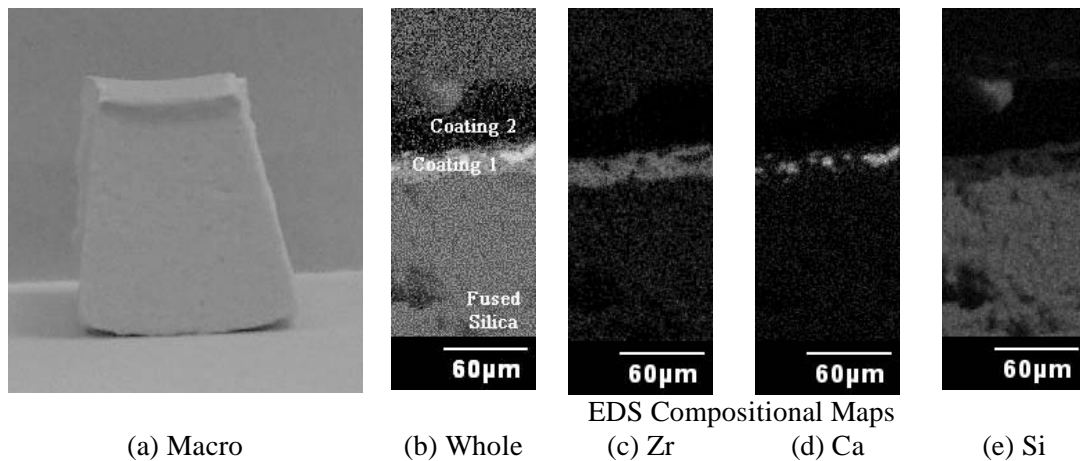 Coating 2
Coating 1
Fused
Silica
60µm
60µm
60µm
60µm
EDS Compositional Maps
(a) Macro
(b) Whole
(c) Zr
(d) Ca
(e) Si